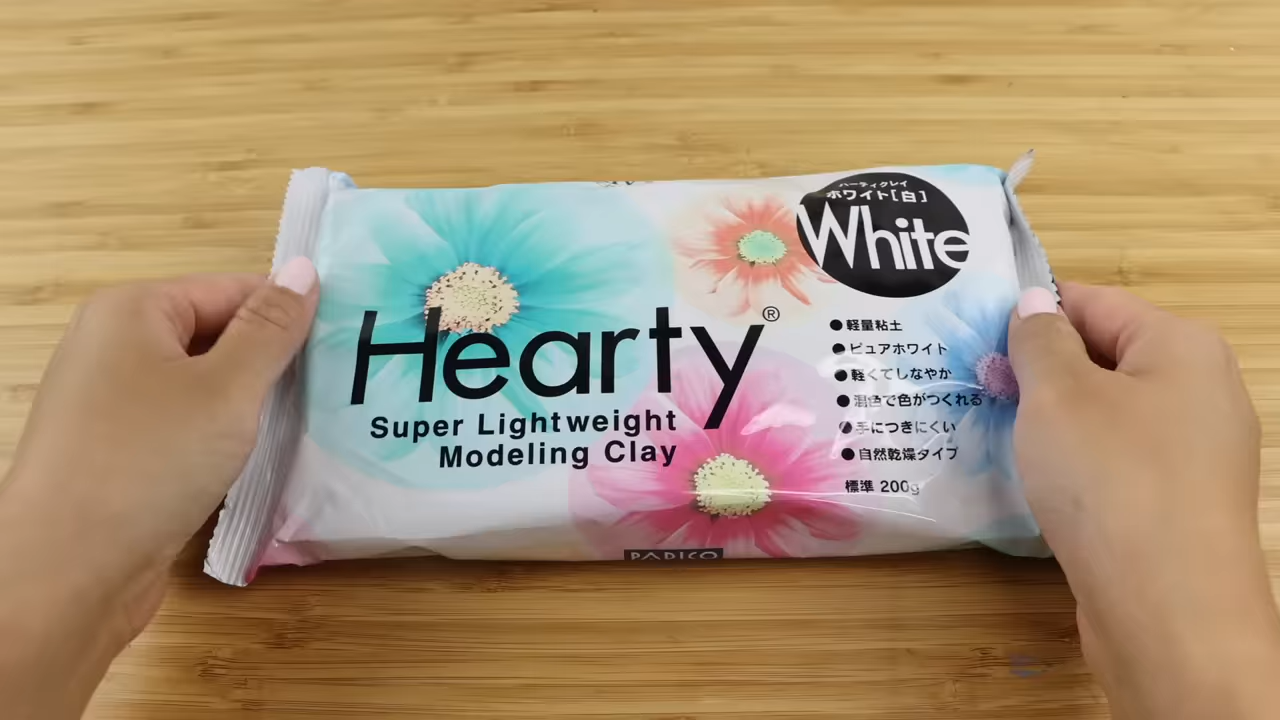 ハーティクレイ
ホワイト[白]
White
Hearty®
Super Lightweight
Modeling Clay
●軽量粘土
●ピュアホワイト
●軽くてしなやか
●混色で色がつくれる
●手につきにくい
●自然乾燥タイプ
標準 200g
PADICO